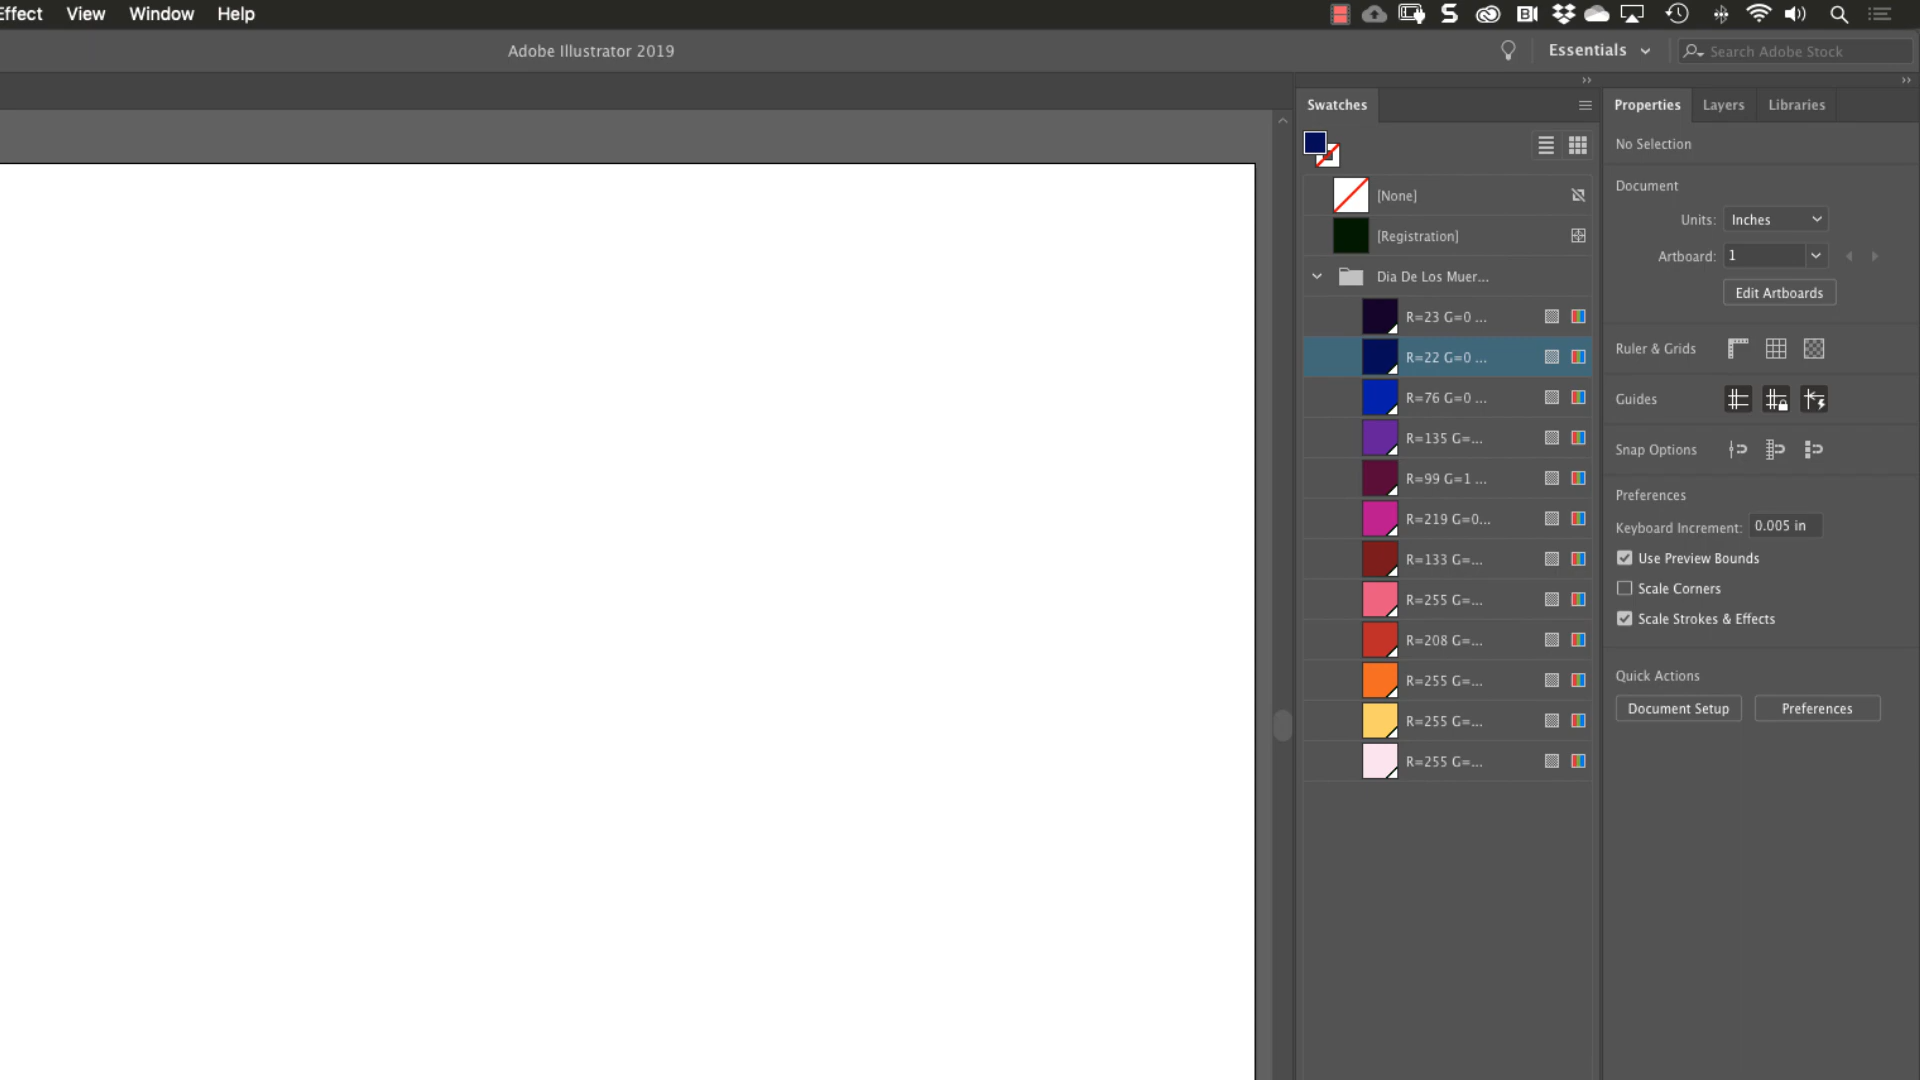 Effect View Window Help
Adobe Illustrator 2019
Essentials
Search Adobe Stock
Swatches
Properties Layers Libraries
No Selection
[None]
[Registration]
Dia De Los Muer...
R=23 G=0 ...
R=22 G=0 ...
R=76 G=0 ...
R=135 G=...
R=99 G=1 ...
R=219 G=0...
R=133 G=...
R=255 G=...
R=208 G=...
R=255 G=...
R=255 G=...
R=255 G=...
Document
Units: Inches
Artboard: 1
Edit Artboards
Ruler & Grids
Guides
Snap Options
Preferences
Keyboard Increment: 0.005 in
Use Preview Bounds
Scale Corners
Scale Strokes & Effects
Quick Actions
Document Setup Preferences